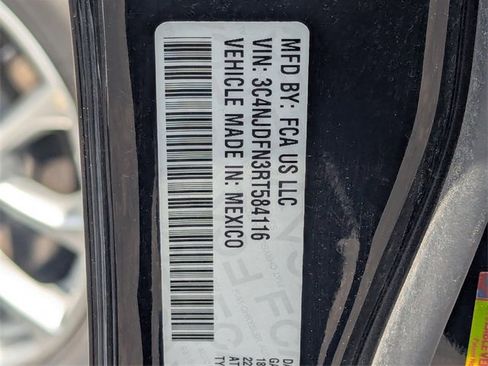 MFD BY: FCA US LLC
VIN: 3C4NJDFN3RT584116
VEHICLE MADE IN: MEXICO